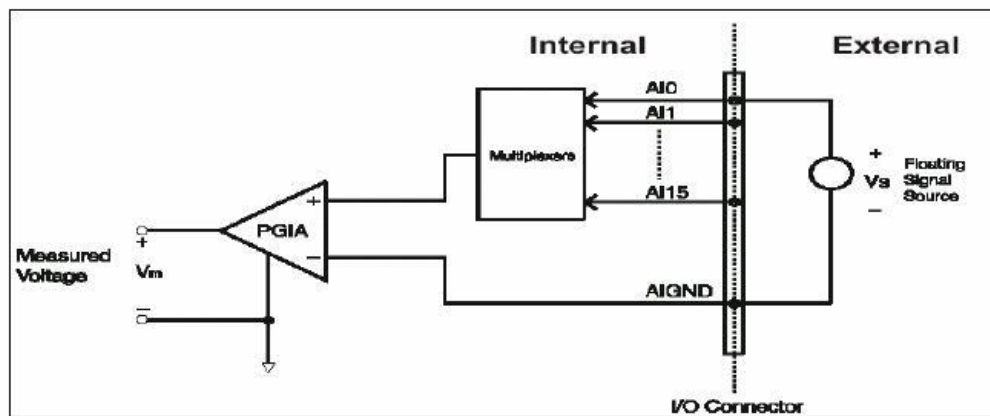 Internal
External
AI0
AI1
Multiplexers
AI15
+
Vs
−
Floating
Signal
Source
+
PGIA
−
Measured
Voltage
+
Vm
−
AIGND
I/O Connector